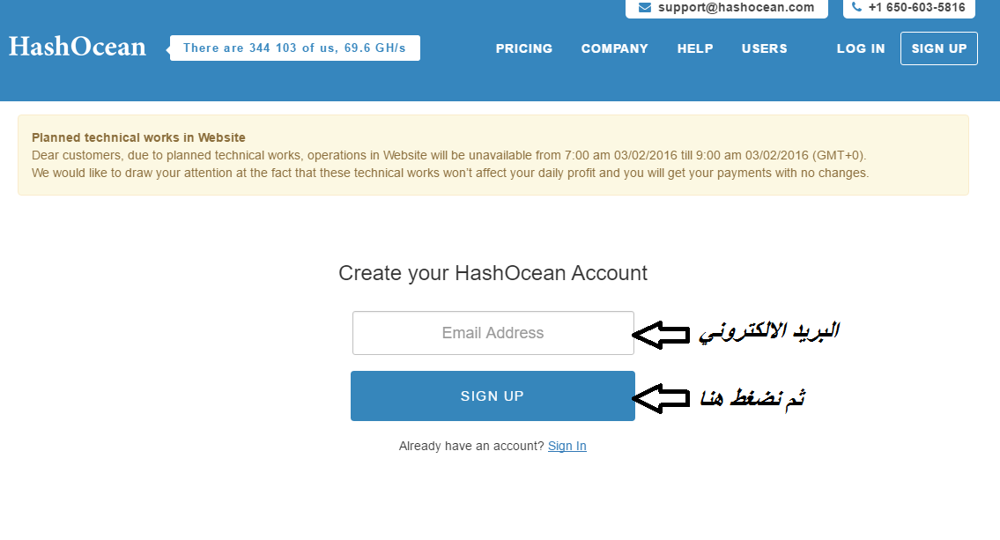 support@hashocean.com
+1 650-603-5816
HashOcean
There are 344 103 of us, 69.6 GH/s
PRICING COMPANY HELP USERS LOG IN SIGN UP
Planned technical works in Website
Dear customers, due to planned technical works, operations in Website will be unavailable from 7:00 am 03/02/2016 till 9:00 am 03/02/2016 (GMT+0).
We would like to draw your attention at the fact that these technical works won’t affect your daily profit and you will get your payments with no changes.
Create your HashOcean Account
Email Address
البريد الالكتروني
SIGN UP
ثم نضغط هنا
Already have an account? Sign In